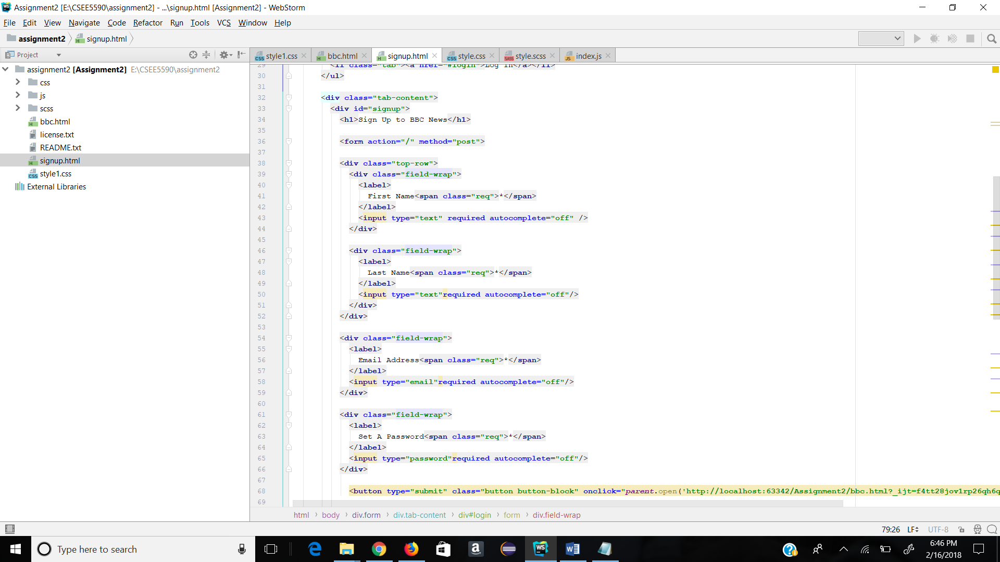 Assignment2 [E:\CSEE5590\assignment2] - ...\signup.html [Assignment2] - WebStorm
File Edit View Navigate Code Refactor Run Tools VCS Window Help
assignment2 signup.html
Project
style1.css bbc.html signup.html style.css style.scss index.js
assignment2 [Assignment2] E:\CSEE5590\assignment2
css
js
scss
bbc.html
license.txt
README.txt
signup.html
style1.css
External Libraries
29 <li class="tab"><a href="#login">Log In</a></li>
30 </ul>
31
32 <div class="tab-content">
33 <div id="signup">
34 <h1>Sign Up to BBC News</h1>
35
36 <form action="/" method="post">
37
38 <div class="top-row">
39 <div class="field-wrap">
40 <label>
41 First Name<span class="req">*</span>
42 </label>
43 <input type="text" required autocomplete="off" />
44 </div>
45
46 <div class="field-wrap">
47 <label>
48 Last Name<span class="req">*</span>
49 </label>
50 <input type="text"required autocomplete="off"/>
51 </div>
52 </div>
53
54 <div class="field-wrap">
55 <label>
56 Email Address<span class="req">*</span>
57 </label>
58 <input type="email"required autocomplete="off"/>
59 </div>
60
61 <div class="field-wrap">
62 <label>
63 Set A Password<span class="req">*</span>
64 </label>
65 <input type="password"required autocomplete="off"/>
66 </div>
67
68 <button type="submit" class="button button-block" onclick="parent.open('http://localhost:63342/Assignment2/bbc.html?_ijt=f4tt28jov1rp26qh6q
69
html body div.form div.tab-content div#login form div.field-wrap
79:26 LF UTF-8
Type here to search
6:46 PM
2/16/2018